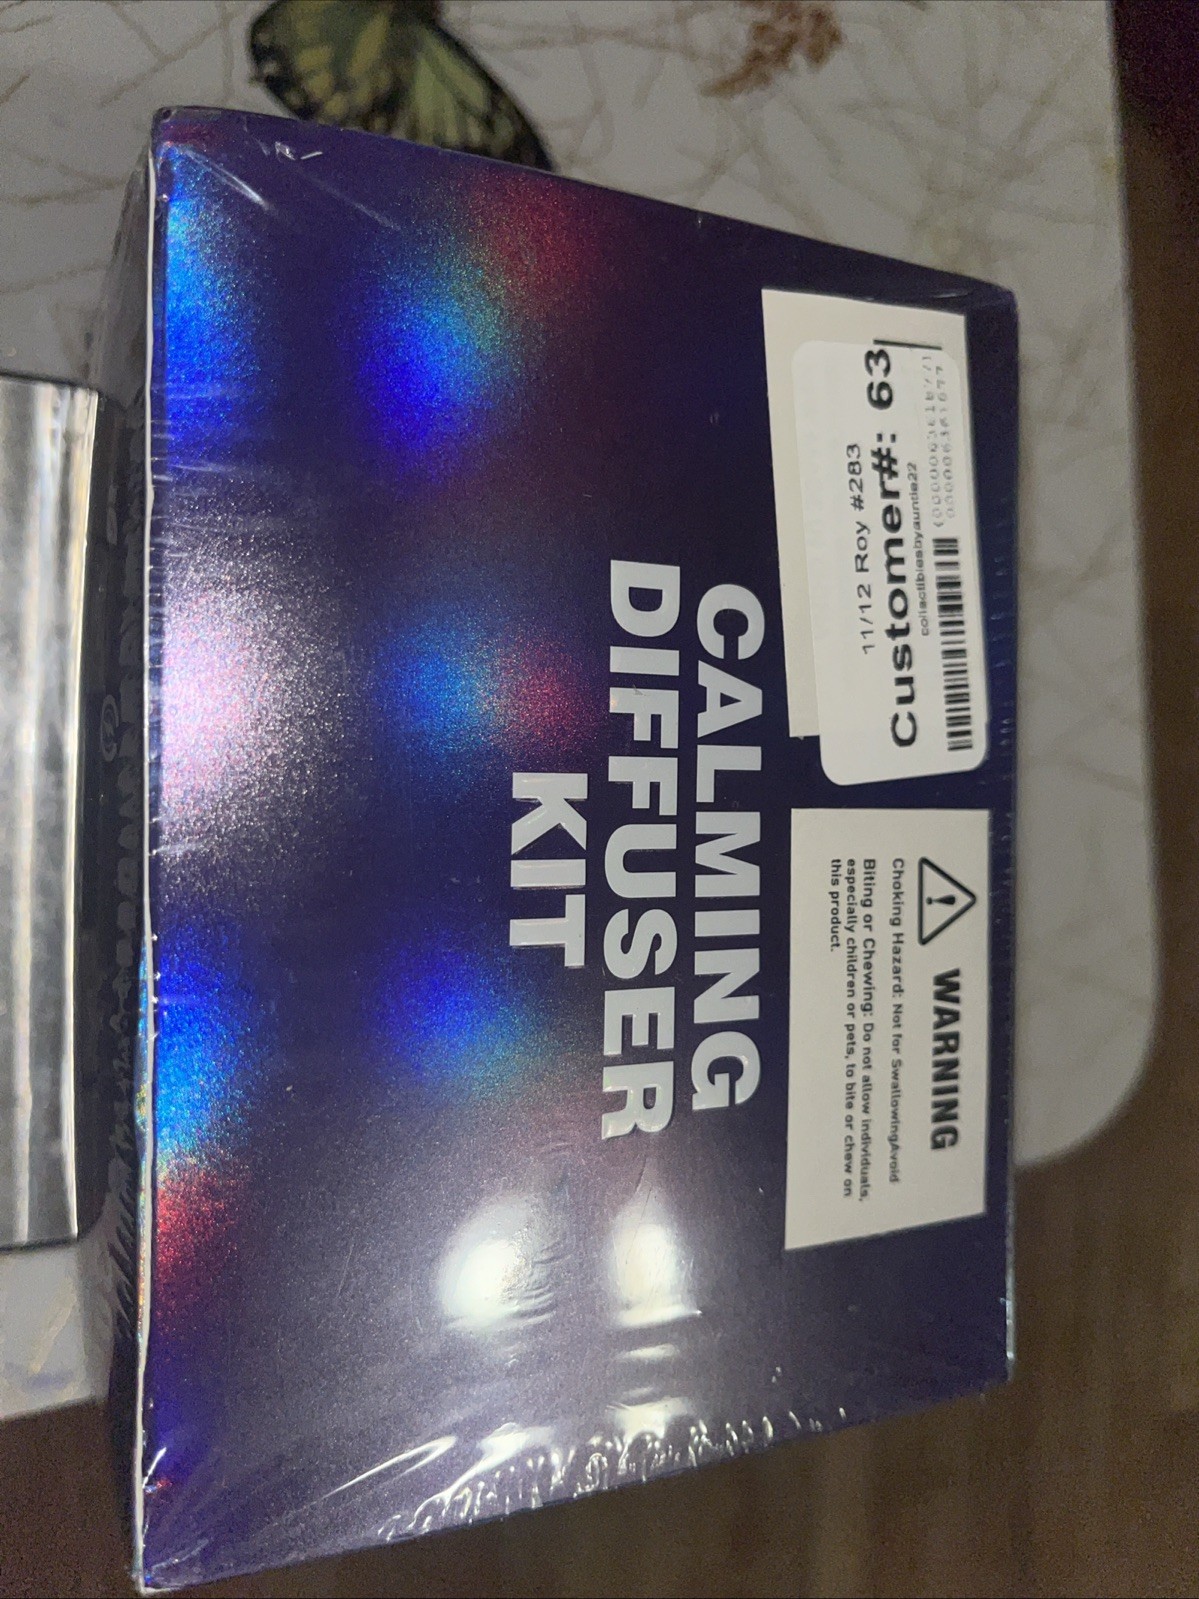 CALMING
DIFFUSER
KIT
11/12 Roy #283
Customer#: 63
collectiblesbyauntie22
WARNING
Choking Hazard: Not for SwallowingAvoid
Biting or Chewing: Do not allow individuals,
especially children or pets, to bite or chew on
this product.